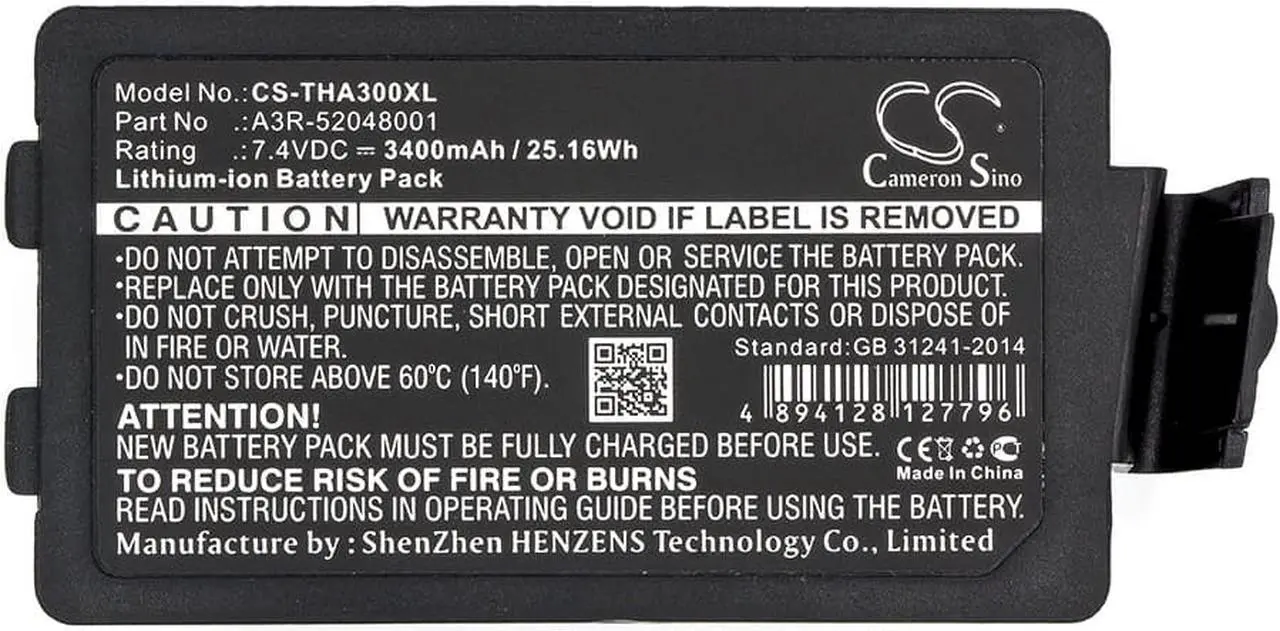 Model No.:CS-THA300XL
Part No .:A3R-52048001
Rating .:7.4VDC ⎓ 3400mAh / 25.16Wh
Lithium-ion Battery Pack
CS
Cameron Sino
CAUTION WARRANTY VOID IF LABEL IS REMOVED
•DO NOT ATTEMPT TO DISASSEMBLE, OPEN OR SERVICE THE BATTERY PACK.
•REPLACE ONLY WITH THE BATTERY PACK DESIGNATED FOR THIS PRODUCT.
•DO NOT CRUSH, PUNCTURE, SHORT EXTERNAL CONTACTS OR DISPOSE OF
IN FIRE OR WATER.
•DO NOT STORE ABOVE 60°C (140°F).
Standard:GB 31241-2014
4 894128 127796
ATTENTION!
NEW BATTERY PACK MUST BE FULLY CHARGED BEFORE USE.
CE PCT
Made In China
TO REDUCE RISK OF FIRE OR BURNS
READ INSTRUCTIONS IN OPERATING GUIDE BEFORE USING THE BATTERY.
Manufacture by : ShenZhen HENZENS Technology Co., Limited